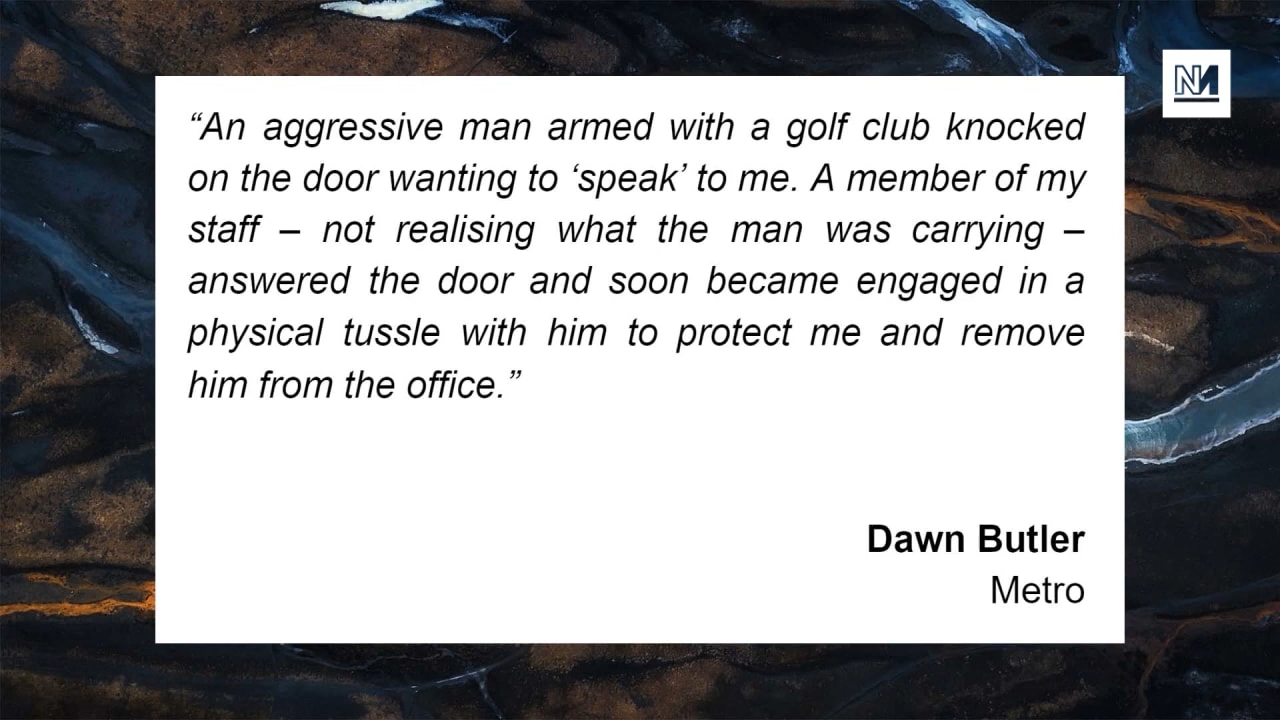 “An aggressive man armed with a golf club knocked
on the door wanting to ‘speak’ to me. A member of my
staff – not realising what the man was carrying –
answered the door and soon became engaged in a
physical tussle with him to protect me and remove
him from the office.”
Dawn Butler
Metro
NM